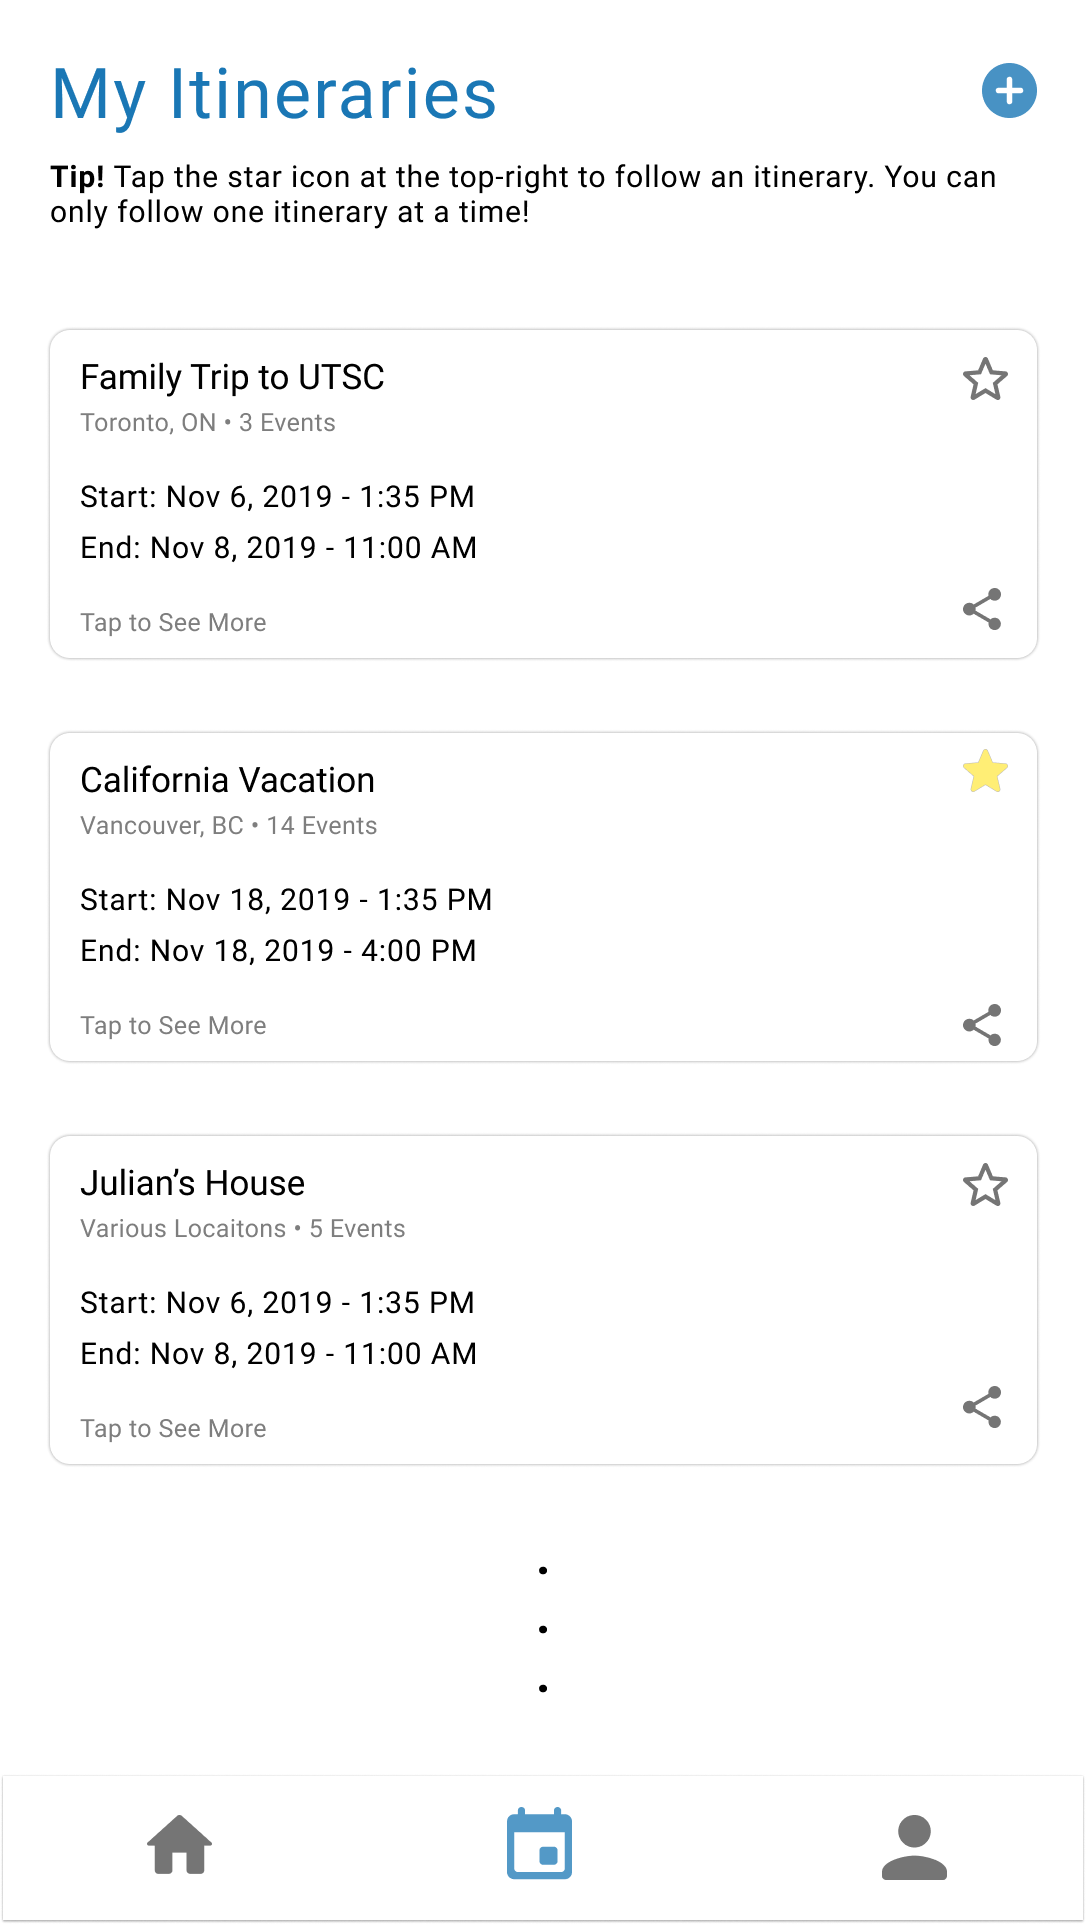 My Itineraries
Tip! Tap the star icon at the top-right to follow an itinerary. You can
only follow one itinerary at a time!
Family Trip to UTSC
Toronto, ON • 3 Events
Start: Nov 6, 2019 - 1:35 PM
End: Nov 8, 2019 - 11:00 AM
Tap to See More
California Vacation
Vancouver, BC • 14 Events
Start: Nov 18, 2019 - 1:35 PM
End: Nov 18, 2019 - 4:00 PM
Tap to See More
Julian’s House
Various Locaitons • 5 Events
Start: Nov 6, 2019 - 1:35 PM
End: Nov 8, 2019 - 11:00 AM
Tap to See More